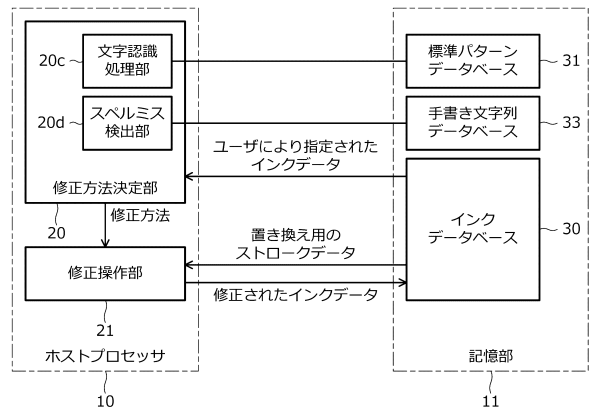 文字認識
処理部
20c
スペルミス
検出部
20d
修正方法決定部
20
修正方法
修正操作部
21
ホストプロセッサ
10
ユーザにより指定された
インクデータ
置き換え用の
ストロークデータ
修正されたインクデータ
標準パターン
データベース
31
手書き文字列
データベース
33
インク
データベース
30
記憶部
11